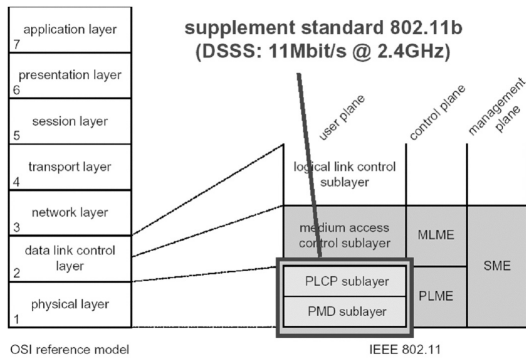 supplement standard 802.11b
(DSSS: 11Mbit/s @ 2.4GHz)
application layer
7
presentation layer
6
session layer
5
transport layer
4
network layer
3
data link control
layer
2
physical layer
1
OSI reference model
user plane
control plane
management
plane
logical link control
sublayer
medium access
control sublayer
MLME
SME
PLCP sublayer
PLME
PMD sublayer
IEEE 802.11